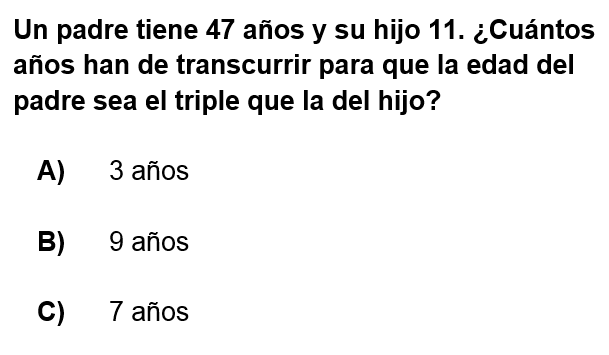 Un padre tiene 47 años y su hijo 11. ¿Cuántos
años han de transcurrir para que la edad del
padre sea el triple que la del hijo?
A) 3 años
B) 9 años
C) 7 años